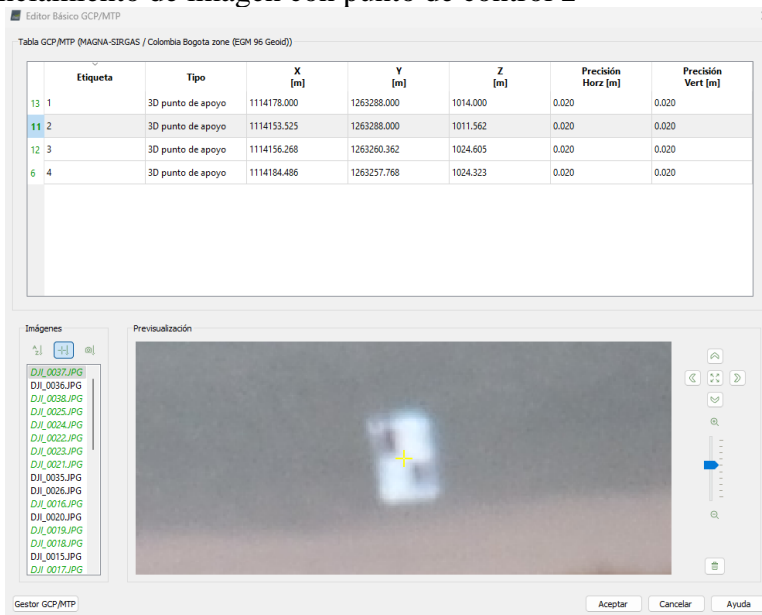 Editor Básico GCP/MTP
Tabla GCP/MTP (MAGNA-SIRGAS / Colombia Bogota zone (EGM 96 Geoid))
Etiqueta Tipo X [m] Y [m] Z [m] Precisión Horz [m] Precisión Vert [m]
13 1 3D punto de apoyo 1114178.000 1263288.000 1014.000 0.020 0.020
11 2 3D punto de apoyo 1114153.525 1263288.000 1011.562 0.020 0.020
12 3 3D punto de apoyo 1114156.268 1263260.362 1024.605 0.020 0.020
6 4 3D punto de apoyo 1114184.486 1263257.768 1024.323 0.020 0.020
Imágenes
Previsualización
DJI_0037.JPG
DJI_0036.JPG
DJI_0038.JPG
DJI_0025.JPG
DJI_0024.JPG
DJI_0022.JPG
DJI_0023.JPG
DJI_0021.JPG
DJI_0035.JPG
DJI_0026.JPG
DJI_0016.JPG
DJI_0020.JPG
DJI_0019.JPG
DJI_0018.JPG
DJI_0015.JPG
DJI_0017.JPG
Gestor GCP/MTP Aceptar Cancelar Ayuda